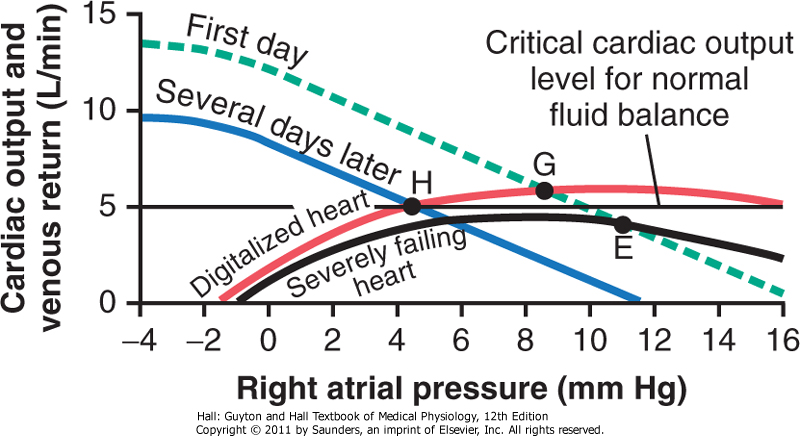 15
10
5
0
Cardiac output and
venous return (L/min)
First day
Several days later
Critical cardiac output
level for normal
fluid balance
H
G
E
Digitalized heart
Severely failing
heart
–4 –2 0 2 4 6 8 10 12 14 16
Right atrial pressure (mm Hg)
Hall: Guyton and Hall Textbook of Medical Physiology, 12th Edition
Copyright © 2011 by Saunders, an imprint of Elsevier, Inc. All rights reserved.